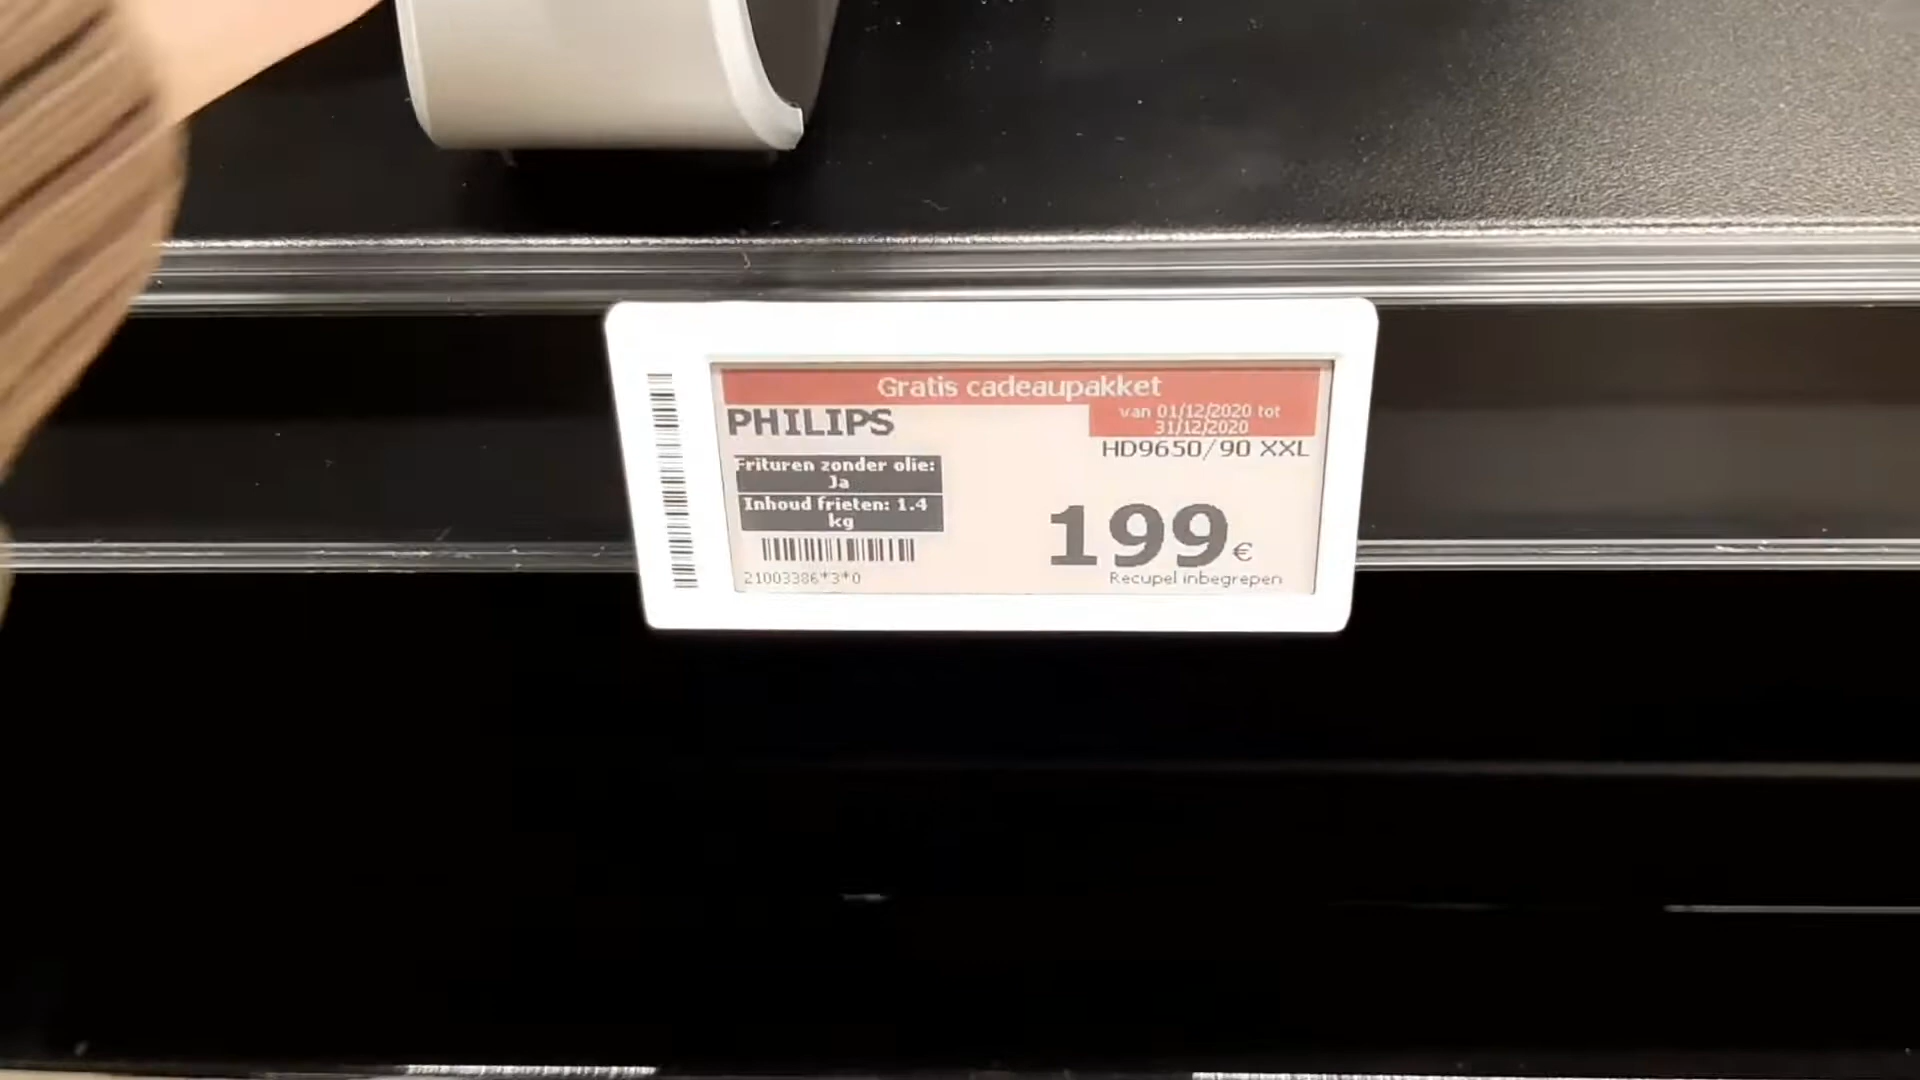 Gratis cadeaupakket
van 01/12/2020 tot
31/12/2020
PHILIPS
HD9650/90 XXL
Frituren zonder olie:
Ja
Inhoud frieten: 1.4
kg
199€
21003386*3*0
Recupel inbegrepen